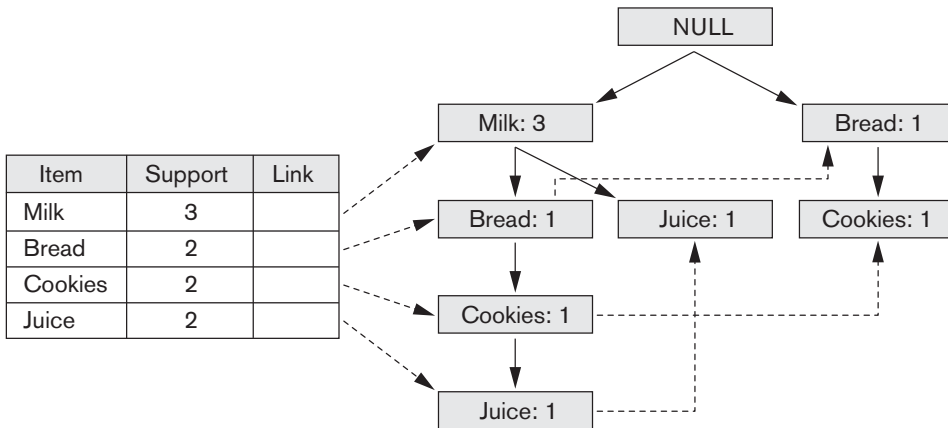 NULL
Milk: 3
Bread: 1
Item Support Link
Milk 3
Bread 2
Cookies 2
Juice 2
Bread: 1
Juice: 1
Cookies: 1
Cookies: 1
Juice: 1